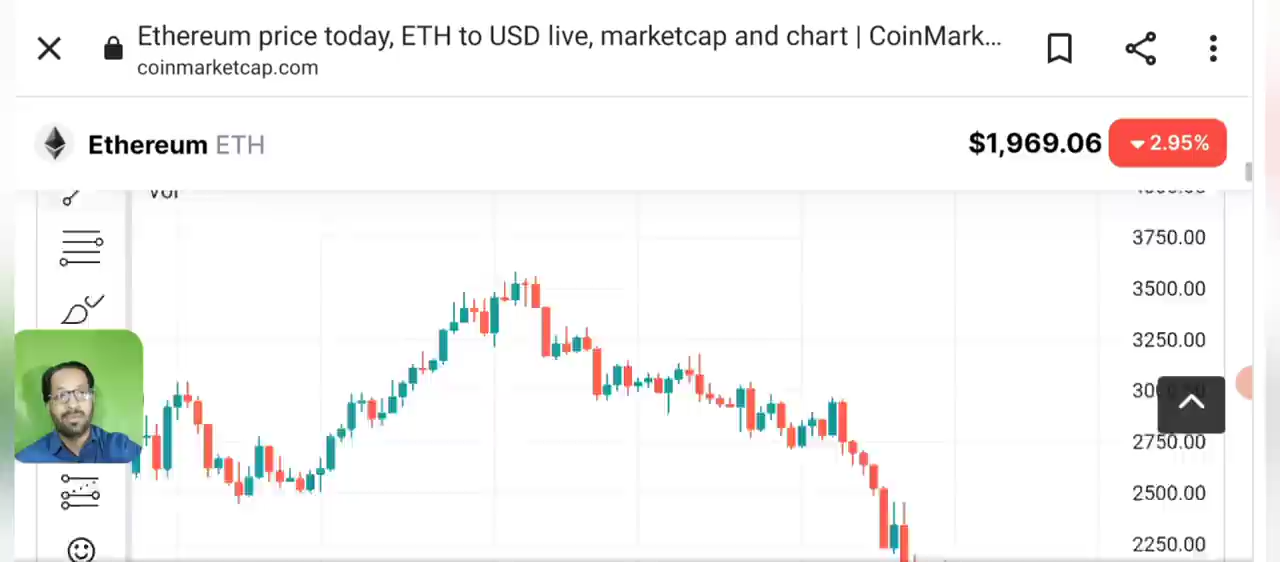 Ethereum price today, ETH to USD live, marketcap and chart | CoinMark...
coinmarketcap.com
Ethereum ETH
$1,969.06
2.95%
Vol
3750.00
3500.00
3250.00
2750.00
2500.00
2250.00